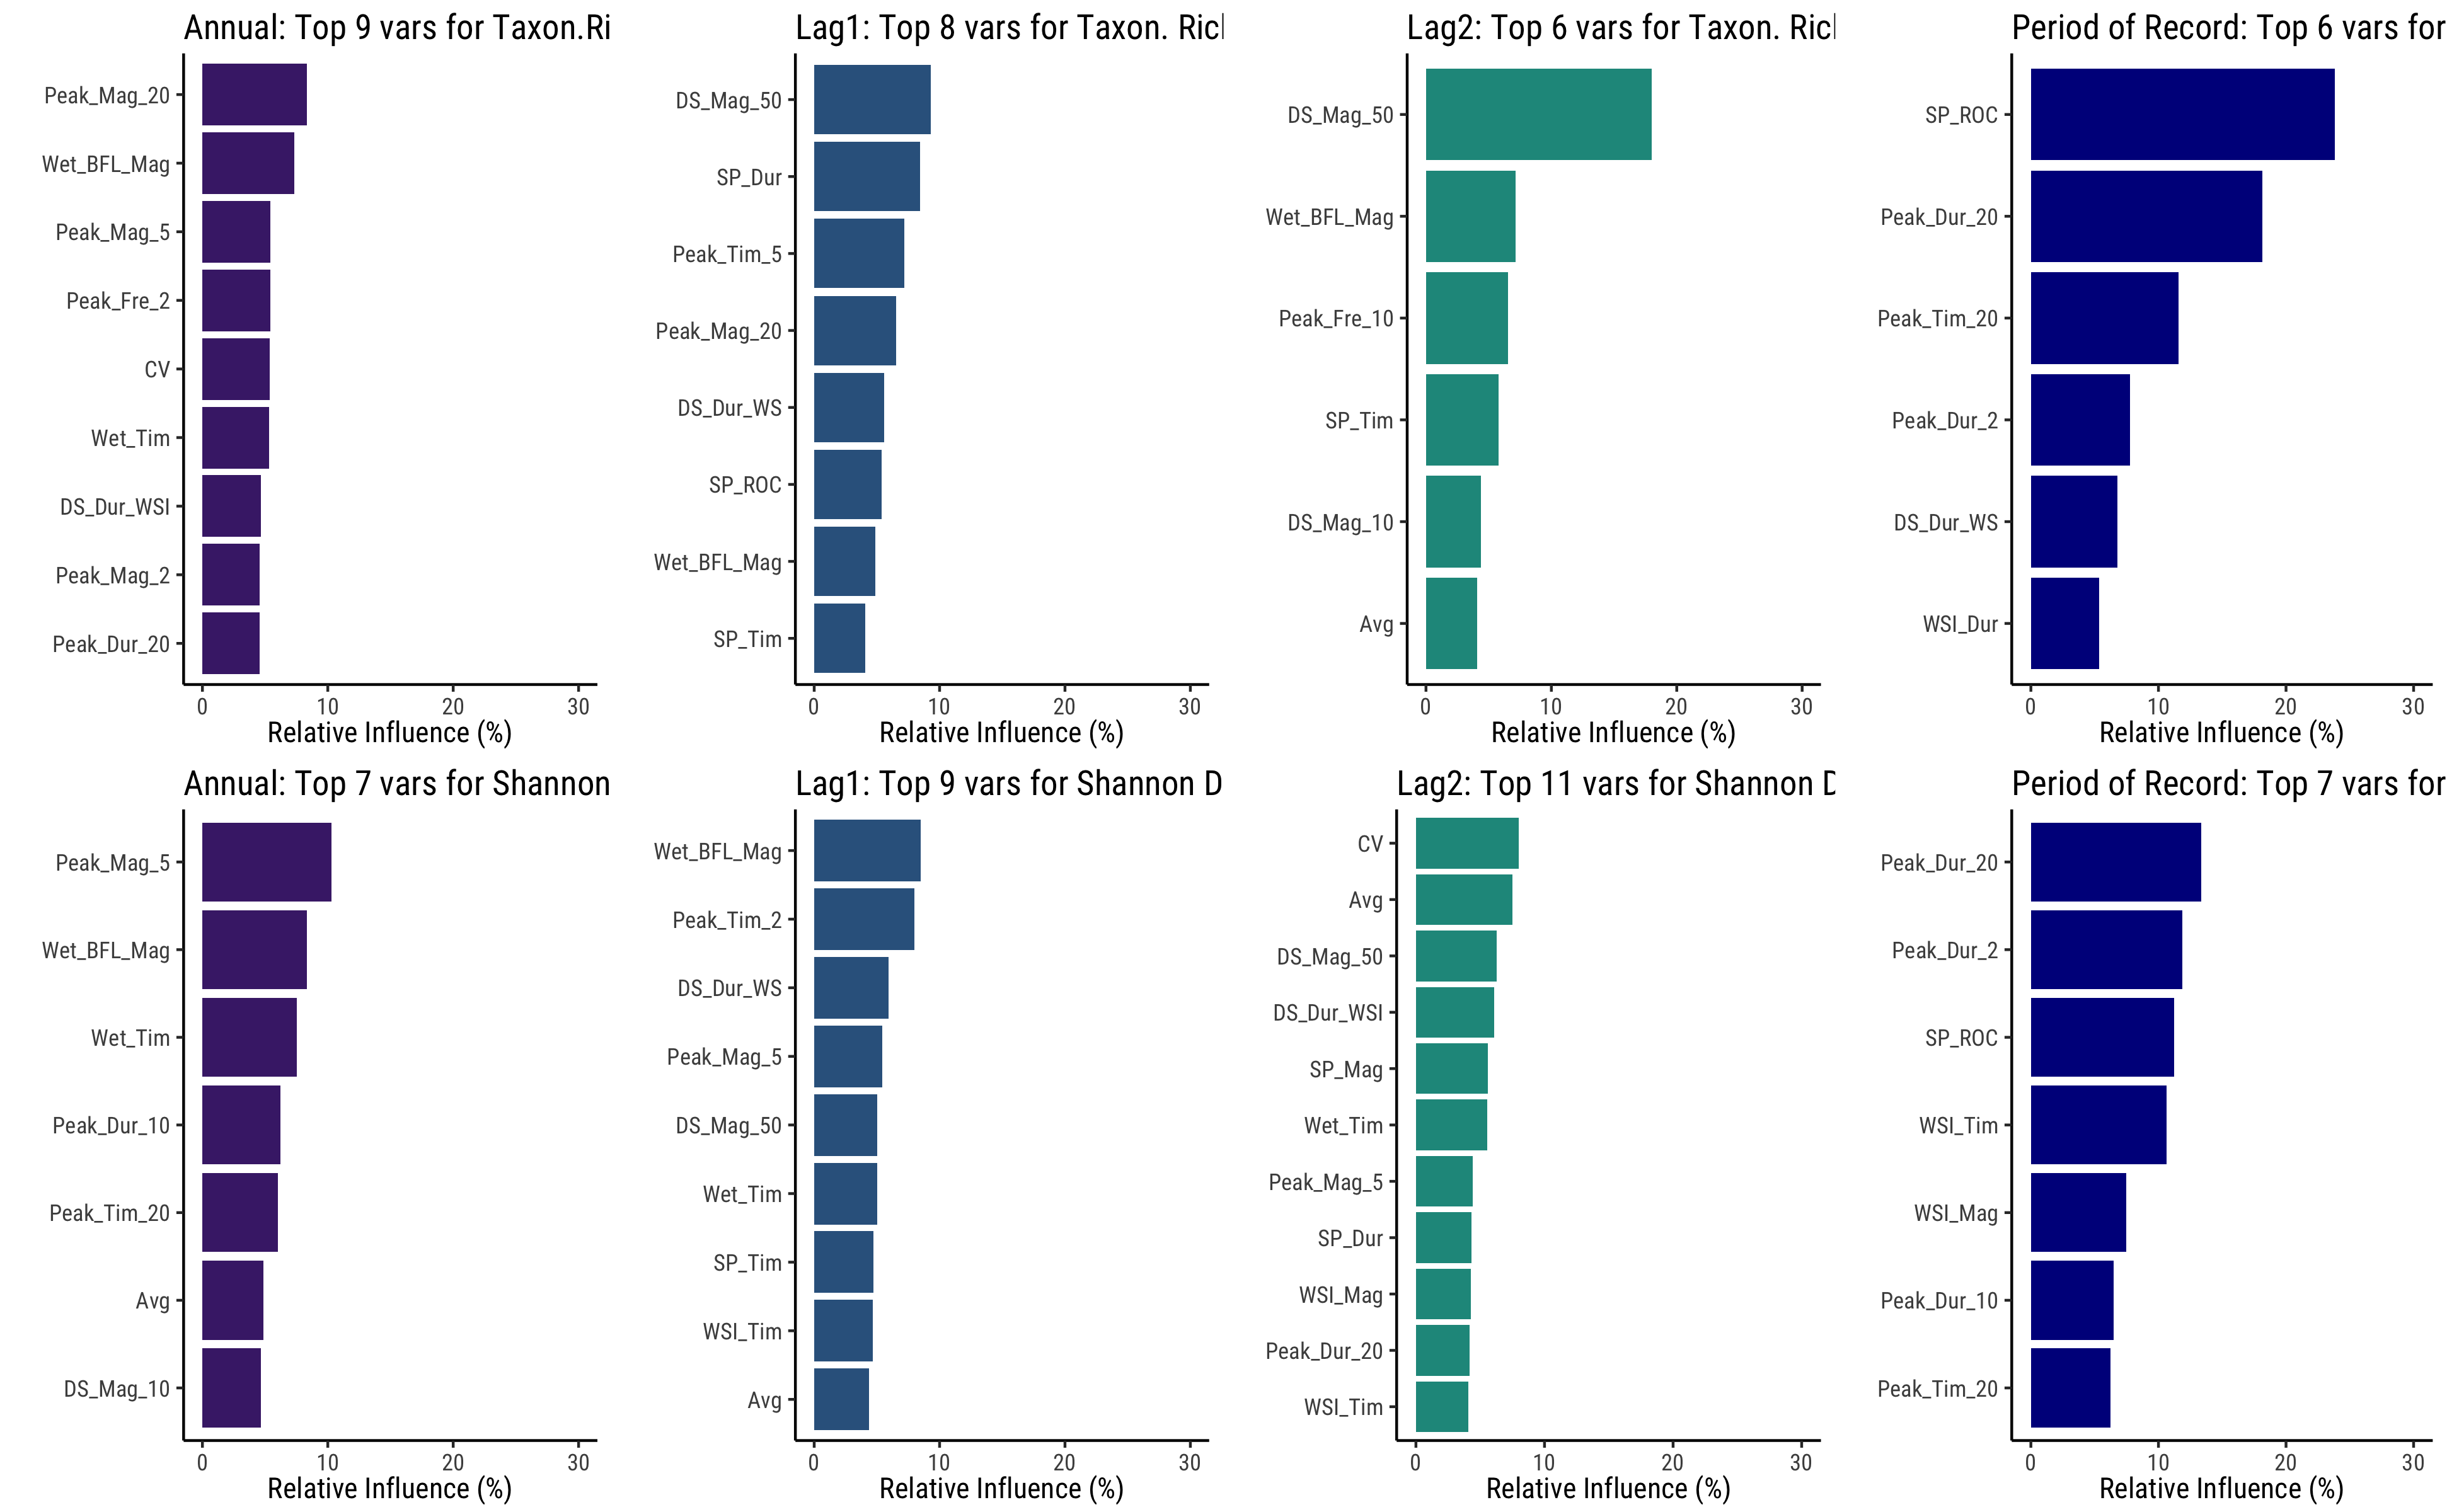 Annual: Top 9 vars for Taxon.Ri
Peak_Mag_20
Wet_BFL_Mag
Peak_Mag_5
Peak_Fre_2
CV
Wet_Tim
DS_Dur_WSI
Peak_Mag_2
Peak_Dur_20
0 10 20 30
Relative Influence (%)
Lag1: Top 8 vars for Taxon. Ric
DS_Mag_50
SP_Dur
Peak_Tim_5
Peak_Mag_20
DS_Dur_WS
SP_ROC
Wet_BFL_Mag
SP_Tim
0 10 20 30
Relative Influence (%)
Lag2: Top 6 vars for Taxon. Ric
DS_Mag_50
Wet_BFL_Mag
Peak_Fre_10
SP_Tim
DS_Mag_10
Avg
0 10 20 30
Relative Influence (%)
Period of Record: Top 6 vars for
SP_ROC
Peak_Dur_20
Peak_Tim_20
Peak_Dur_2
DS_Dur_WS
WSI_Dur
0 10 20 30
Relative Influence (%)
Annual: Top 7 vars for Shannon
Peak_Mag_5
Wet_BFL_Mag
Wet_Tim
Peak_Dur_10
Peak_Tim_20
Avg
DS_Mag_10
0 10 20 30
Relative Influence (%)
Lag1: Top 9 vars for Shannon D
Wet_BFL_Mag
Peak_Tim_2
DS_Dur_WS
Peak_Mag_5
DS_Mag_50
Wet_Tim
SP_Tim
WSI_Tim
Avg
0 10 20 30
Relative Influence (%)
Lag2: Top 11 vars for Shannon D
CV
Avg
DS_Mag_50
DS_Dur_WSI
SP_Mag
Wet_Tim
Peak_Mag_5
SP_Dur
WSI_Mag
Peak_Dur_20
WSI_Tim
0 10 20 30
Relative Influence (%)
Period of Record: Top 7 vars for
Peak_Dur_20
Peak_Dur_2
SP_ROC
WSI_Tim
WSI_Mag
Peak_Dur_10
Peak_Tim_20
0 10 20 30
Relative Influence (%)